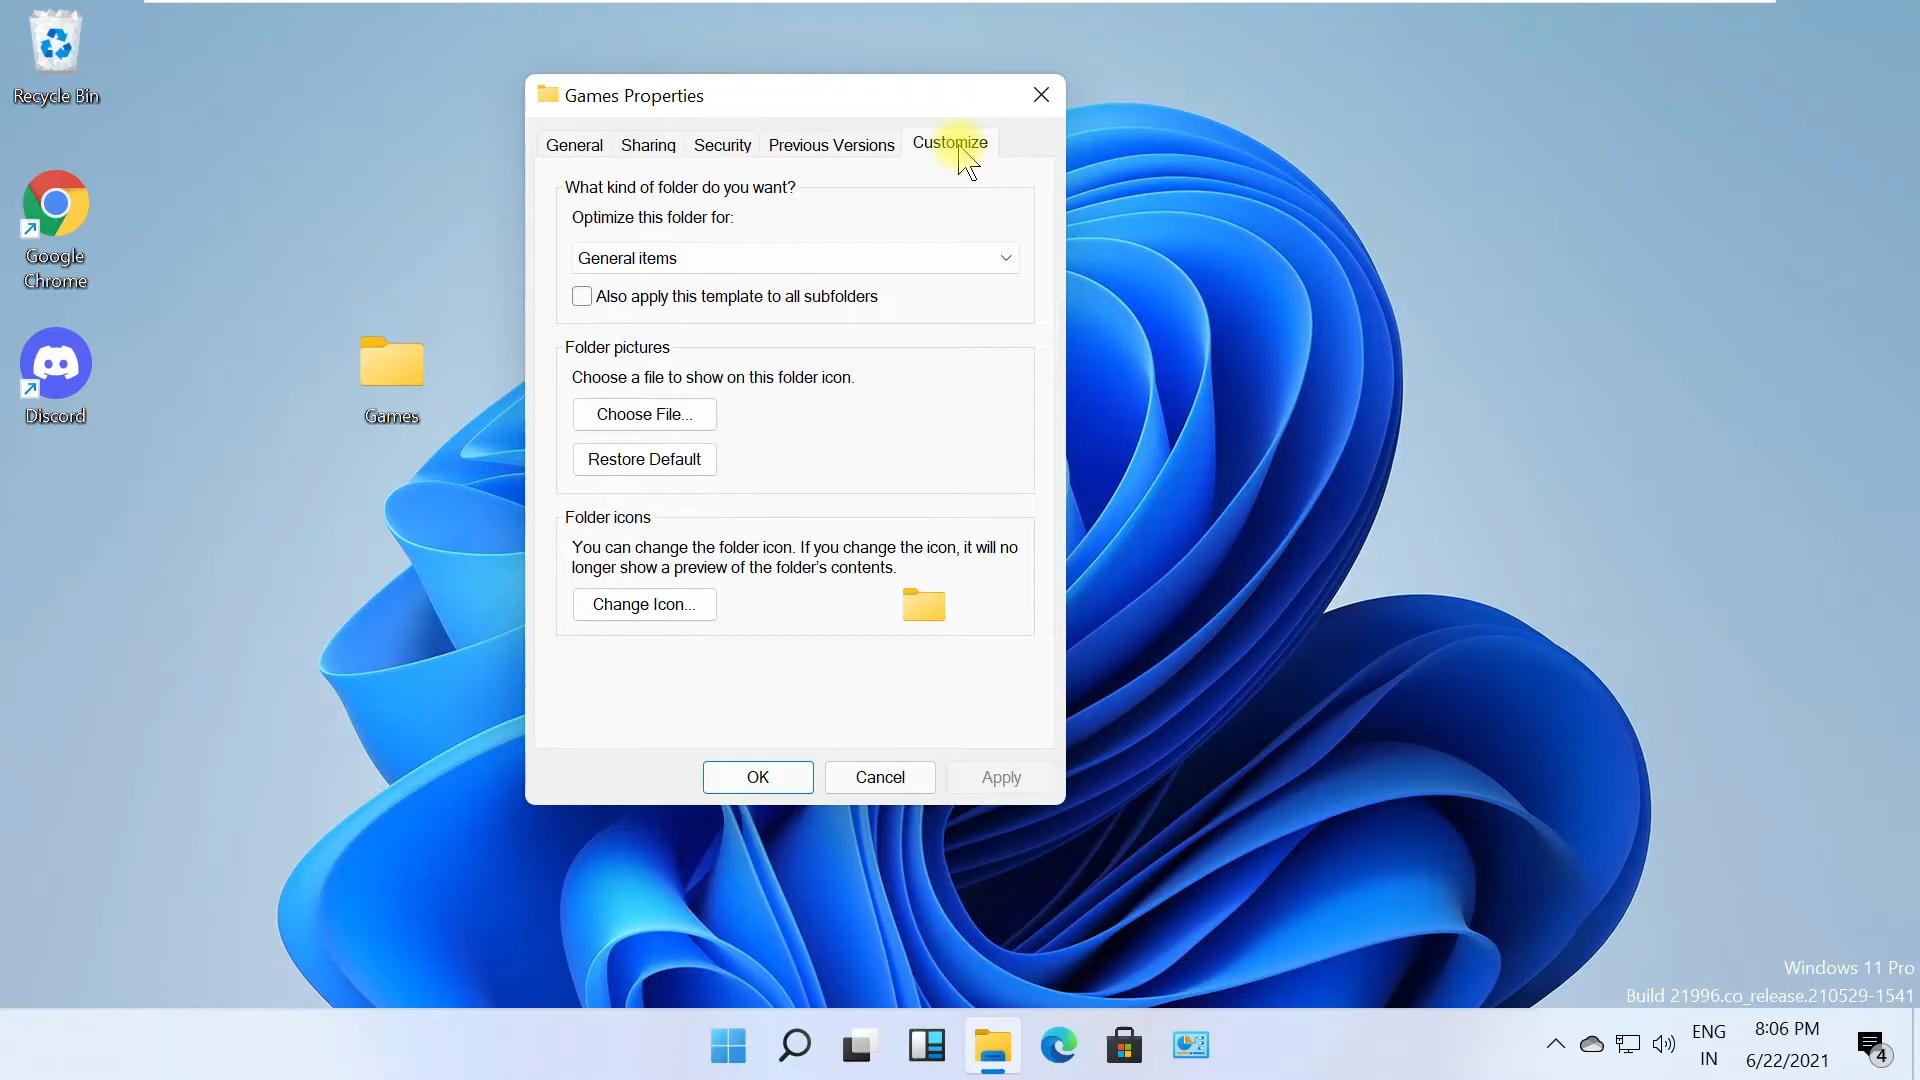 Recycle Bin
Google
Chrome
Discord
Games
Games Properties
General
Sharing
Security
Previous Versions
Customize
What kind of folder do you want?
Optimize this folder for:
General items
Also apply this template to all subfolders
Folder pictures
Choose a file to show on this folder icon.
Choose File...
Restore Default
Folder icons
You can change the folder icon. If you change the icon, it will no
longer show a preview of the folder's contents.
Change Icon...
OK
Cancel
Apply
Windows 11 Pro
Build 21996.co_release.210529-1541
ENG
IN
8:06 PM
6/22/2021
4